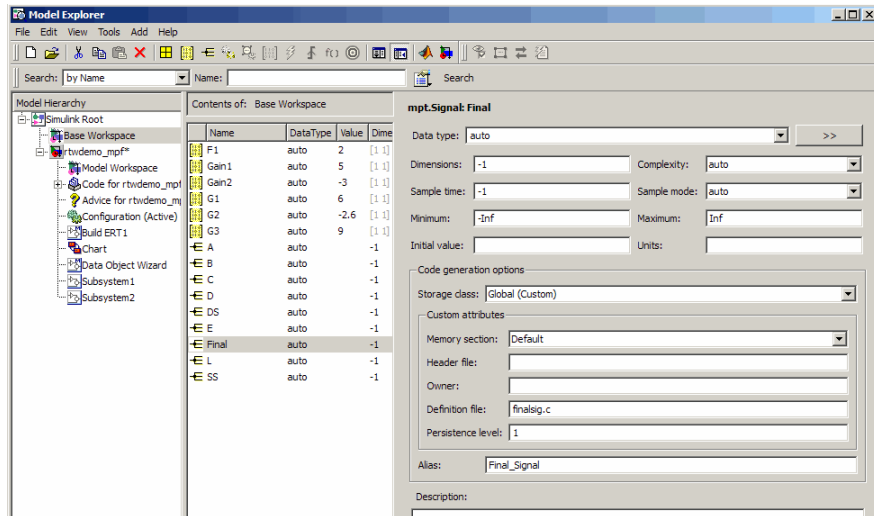 Model Explorer
File Edit View Tools Add Help
Search: by Name Name: Search
Model Hierarchy
Simulink Root
Base Workspace
rtwdemo_mpf*
Model Workspace
Code for rtwdemo_mpf
Advice for rtwdemo_m
Configuration (Active)
Build ERT1
Chart
Data Object Wizard
Subsystem1
Subsystem2
Contents of: Base Workspace
Name DataType Value Dime
F1 auto 2 [1 1]
Gain1 auto 5 [1 1]
Gain2 auto -3 [1 1]
G1 auto 6 [1 1]
G2 auto -2.6 [1 1]
G3 auto 9 [1 1]
A auto -1
B auto -1
C auto -1
D auto -1
DS auto -1
E auto -1
Final auto -1
L auto -1
SS auto -1
mpt.Signal: Final
Data type: auto >>
Dimensions: -1 Complexity: auto
Sample time: -1 Sample mode: auto
Minimum: -Inf Maximum: Inf
Initial value: Units:
Code generation options
Storage class: Global (Custom)
Custom attributes
Memory section: Default
Header file:
Owner:
Definition file: finalsig.c
Persistence level: 1
Alias: Final_Signal
Description: